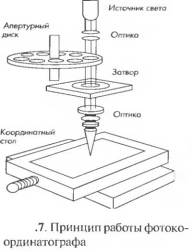 Источник света
Апертурный
диск
Оптика
Затвор
Оптика
Координатный
стол
.7. Принцип работы фотоко-
ординатографа